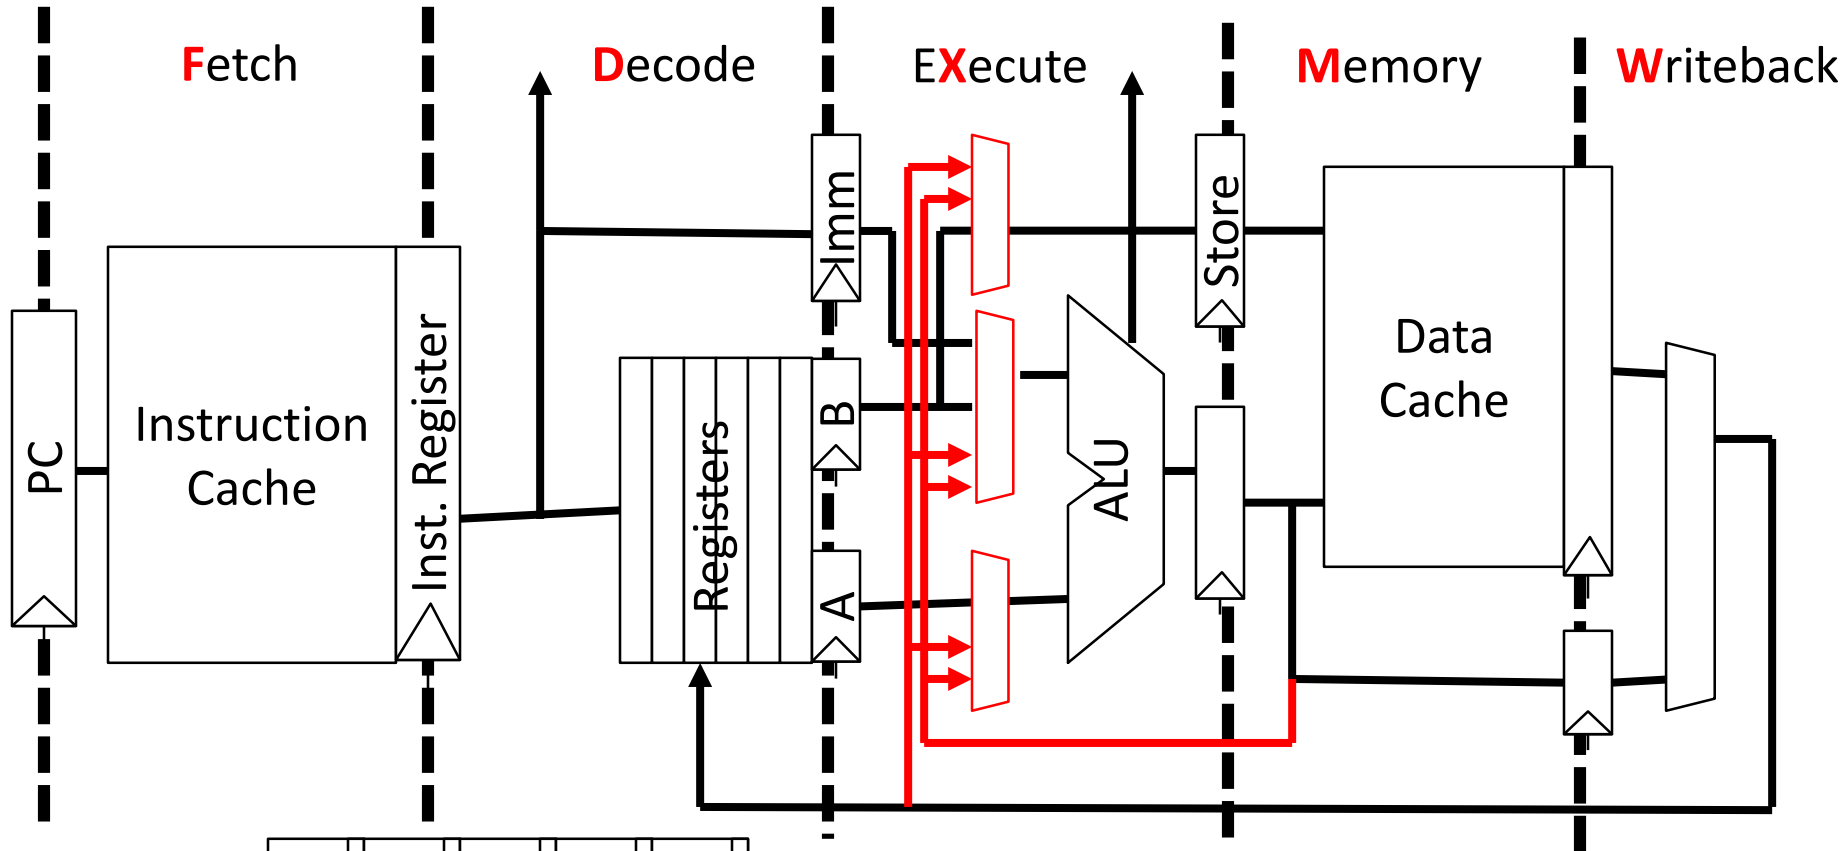 Fetch
Decode
EXecute
Memory
Writeback
PC
Instruction
Cache
Inst. Register
Registers
Imm
B
A
ALU
Store
Data
Cache